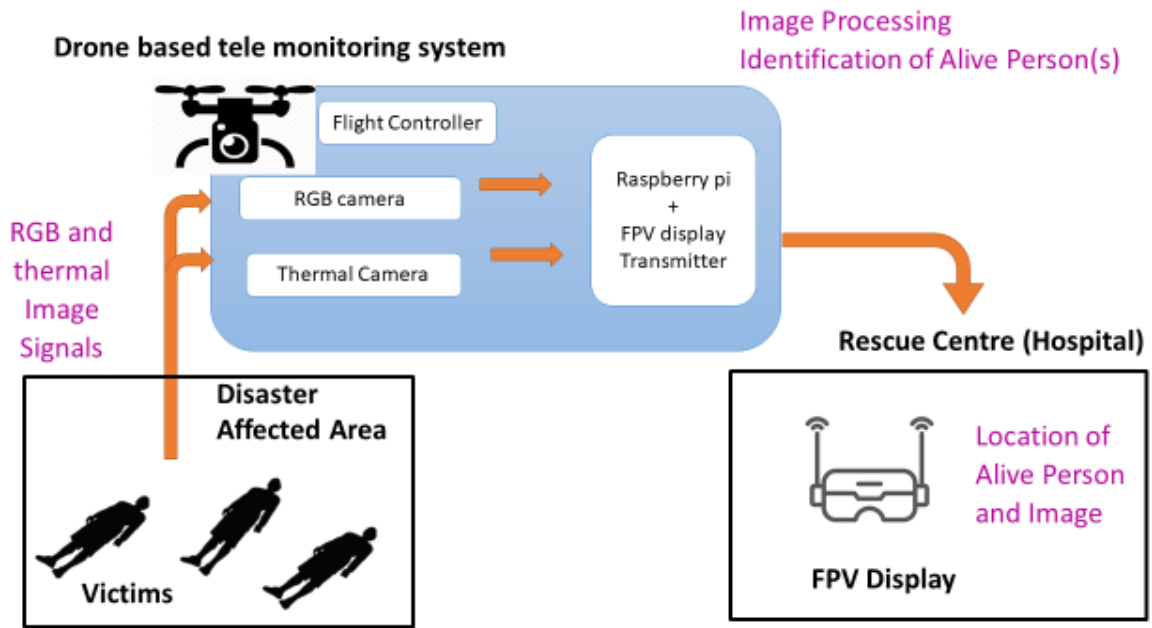 Drone based tele monitoring system
Image Processing
Identification of Alive Person(s)
Flight Controller
RGB camera
Thermal Camera
Raspberry pi
+
FPV display
Transmitter
RGB and
thermal
Image
Signals
Disaster
Affected Area
Victims
Rescue Centre (Hospital)
Location of
Alive Person
and Image
FPV Display